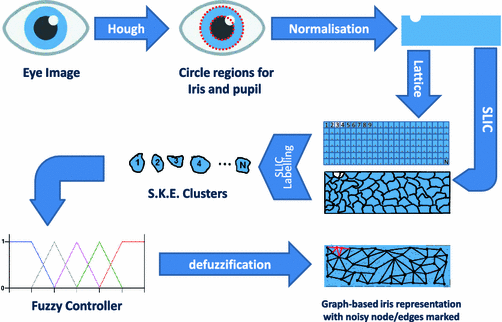 Hough
Normalisation
Eye Image
Circle regions for
Iris and pupil
Lattice
SLIC
1 2 3 4 5 6 7 8 9
N
SLIC
Labelling
1 2 3 4 ... N
S.K.E. Clusters
1
0
defuzzification
Fuzzy Controller
Graph-based iris representation
with noisy node/edges marked